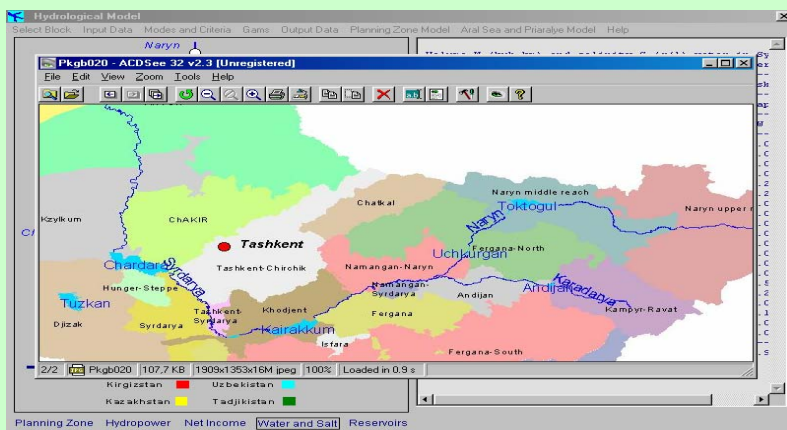 Hydrological Model
Select Block Input Data Modes and Criteria Gams Output Data Planning Zone Model Aral Sea and Priaralye Model Help
Naryn
Pkgb020 - ACDSee 32 v2.3 [Unregistered]
File Edit View Zoom Tools Help
Chatkal
Naryn middle reach
Toktogul
Naryn upper r
Kzylkum
ChAKIR
Naryn
Tashkent
Uchkurgan
Fergana-North
Chardara
Syrdarya
Tashkent-Chirchik
Namangan-Naryn
Hunger-Steppe
Namangan-
Syrdarya
Andijan
Karadarya
Tuzkan
Andijan
Kampyr-Ravat
Tashkent-
Syrdarya
Khodjent
Fergana
Djizak
Syrdarya
Kairakkum
Isfara
Fergana-South
2/2 Pkgb020 107,7 KB 1909x1353x16M jpeg 100% Loaded in 0.9 s
Kirgizstan Uzbekistan
Kazakhstan Tadjikistan
Planning Zone Hydropower Net Income Water and Salt Reservoirs